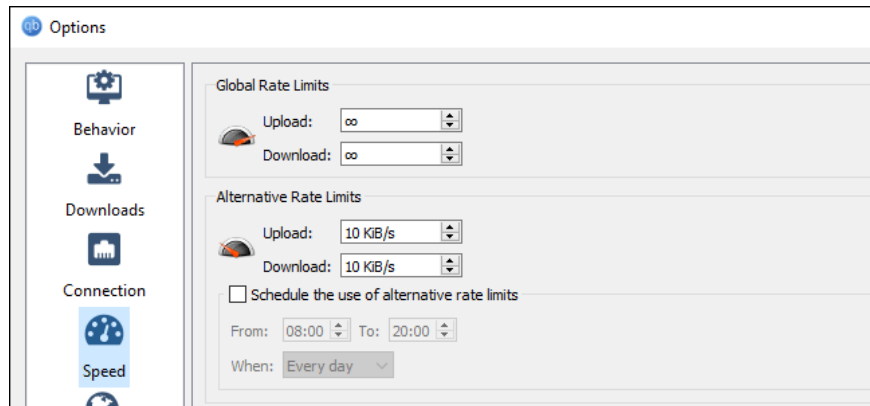 qb Options
Behavior
Downloads
Connection
Speed
Global Rate Limits
Upload: ∞
Download: ∞
Alternative Rate Limits
Upload: 10 KiB/s
Download: 10 KiB/s
Schedule the use of alternative rate limits
From: 08:00 To: 20:00
When: Every day